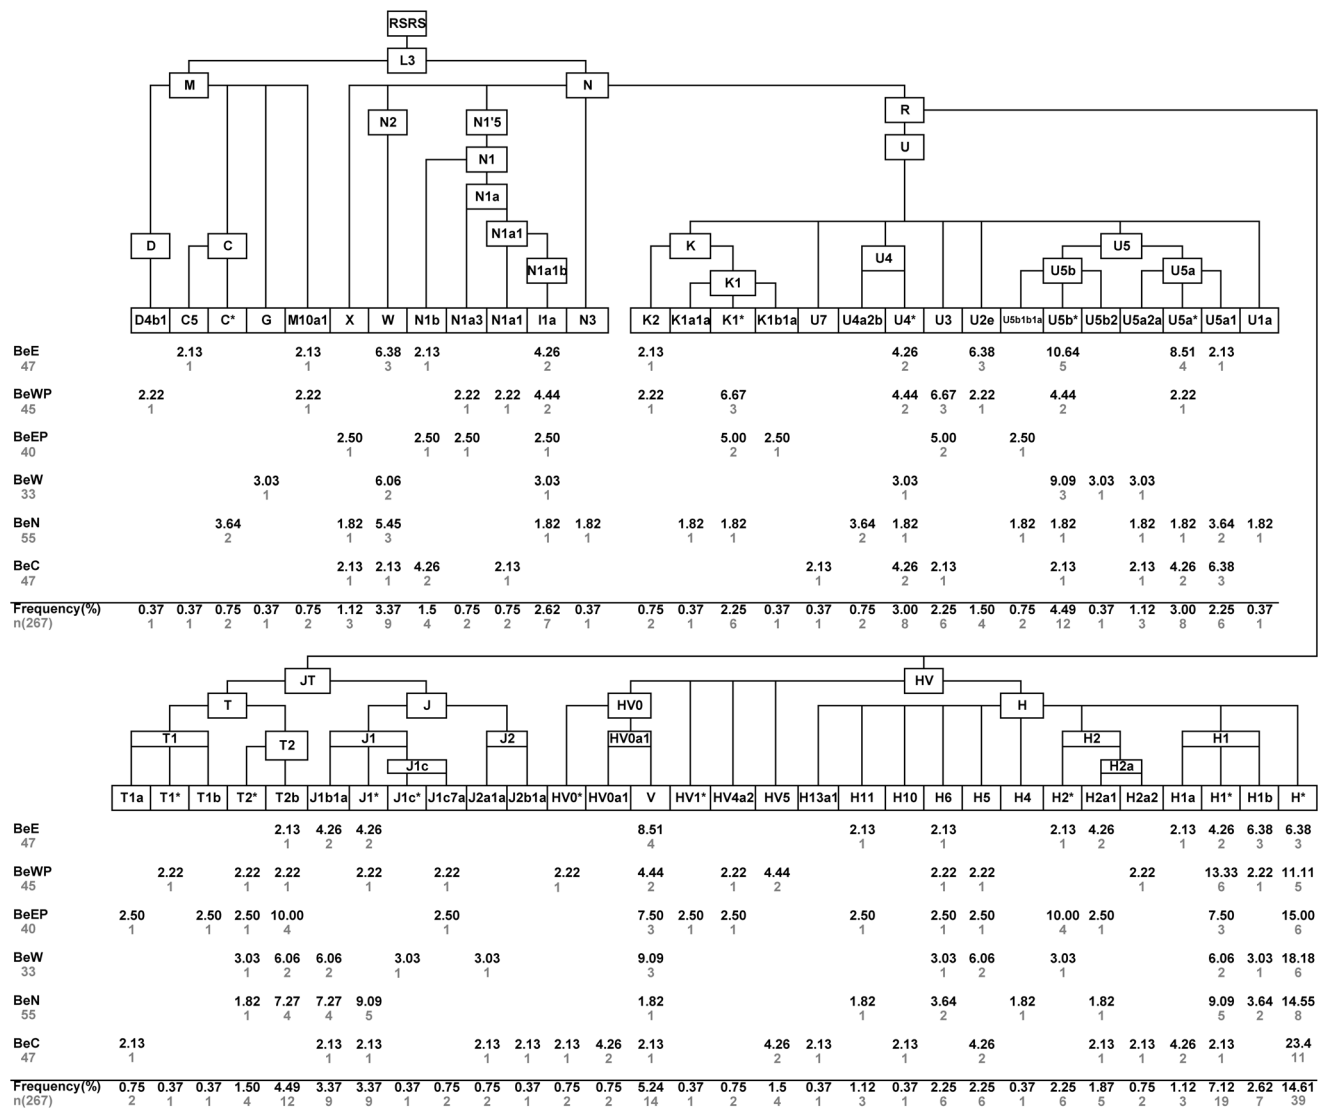 RSRS
L3
M N
R
N2 N1'5
U
N1
N1a
N1a1
D C K U4 U5
N1a1b U5b U5a
K1
D4b1 C5 C* G M10a1 X W N1b N1a3 N1a1 I1a N3 K2 K1a1a K1* K1b1a U7 U4a2b U4* U3 U2e U5b1b1a U5b* U5b2 U5a2a U5a* U5a1 U1a
BeE 2.13 2.13 6.38 2.13 4.26 2.13 4.26 6.38 10.64 8.51 2.13
47 1 1 3 1 2 1 2 3 5 4 1
BeWP 2.22 2.22 2.22 2.22 4.44 2.22 6.67 4.44 6.67 2.22 4.44 2.22
45 1 1 1 1 2 1 3 2 3 1 2 1
BeEP 2.50 2.50 2.50 2.50 5.00 2.50 5.00 2.50
40 1 1 1 1 2 1 2 1
BeW 3.03 6.06 3.03 3.03 9.09 3.03 3.03
33 1 2 1 1 3 1 1
BeN 3.64 1.82 5.45 1.82 1.82 1.82 1.82 3.64 1.82 1.82 1.82 1.82 1.82 3.64 1.82
55 2 1 3 1 1 1 1 2 1 1 1 1 1 2 1
BeC 2.13 2.13 4.26 2.13 2.13 4.26 2.13 2.13 2.13 4.26 6.38
47 1 1 2 1 1 2 1 1 1 2 3
Frequency(%) 0.37 0.37 0.75 0.37 0.75 1.12 3.37 1.5 0.75 0.75 2.62 0.37 0.75 0.37 2.25 0.37 0.37 0.75 3.00 2.25 1.50 0.75 4.49 0.37 1.12 3.00 2.25 0.37
n(267) 1 1 2 1 2 3 9 4 2 2 7 1 2 1 6 1 1 2 8 6 4 2 12 1 3 8 6 1
JT HV
T J HV0 H
T1 T2 J1 J2 HV0a1 H2 H1
J1c H2a
T1a T1* T1b T2* T2b J1b1a J1* J1c* J1c7a J2a1a J2b1a HV0* HV0a1 V HV1* HV4a2 HV5 H13a1 H11 H10 H6 H5 H4 H2* H2a1 H2a2 H1a H1* H1b H*
BeE 2.13 4.26 4.26 8.51 2.13 2.13 2.13 4.26 2.13 4.26 6.38 6.38
47 1 2 2 4 1 1 1 2 1 2 3 3
BeWP 2.22 2.22 2.22 2.22 2.22 2.22 4.44 2.22 4.44 2.22 2.22 2.22 13.33 2.22 11.11
45 1 1 1 1 1 1 2 1 2 1 1 1 6 1 5
BeEP 2.50 2.50 2.50 10.00 2.50 7.50 2.50 2.50 2.50 2.50 2.50 10.00 2.50 7.50 15.00
40 1 1 1 4 1 3 1 1 1 1 1 4 1 3 6
BeW 3.03 6.06 6.06 3.03 3.03 9.09 3.03 6.06 3.03 6.06 3.03 18.18
33 1 2 2 1 1 3 1 2 1 2 1 6
BeN 1.82 7.27 7.27 9.09 1.82 1.82 3.64 1.82 1.82 9.09 3.64 14.55
55 1 4 4 5 1 1 2 1 1 5 2 8
BeC 2.13 2.13 2.13 2.13 2.13 2.13 4.26 2.13 4.26 2.13 2.13 4.26 2.13 2.13 4.26 2.13 23.4
47 1 1 1 1 1 1 2 1 2 1 1 2 1 1 2 1 11
Frequency(%) 0.75 0.37 0.37 1.50 4.49 3.37 3.37 0.37 0.75 0.75 0.37 0.75 0.75 5.24 0.37 0.75 1.5 0.37 1.12 0.37 2.25 2.25 0.37 2.25 1.87 0.75 1.12 7.12 2.62 14.61
n(267) 2 1 1 4 12 9 9 1 2 2 1 2 2 14 1 2 4 1 3 1 6 6 1 6 5 2 3 19 7 39